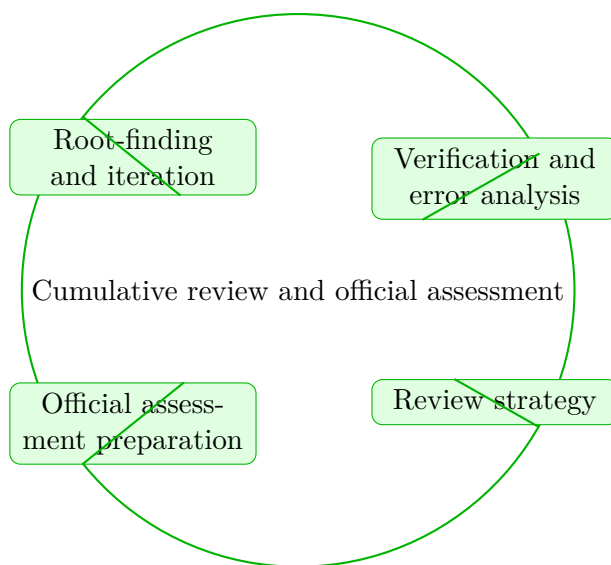 Root-finding
and iteration
Verification and
error analysis
Cumulative review and official assessment
Official assess-
ment preparation
Review strategy